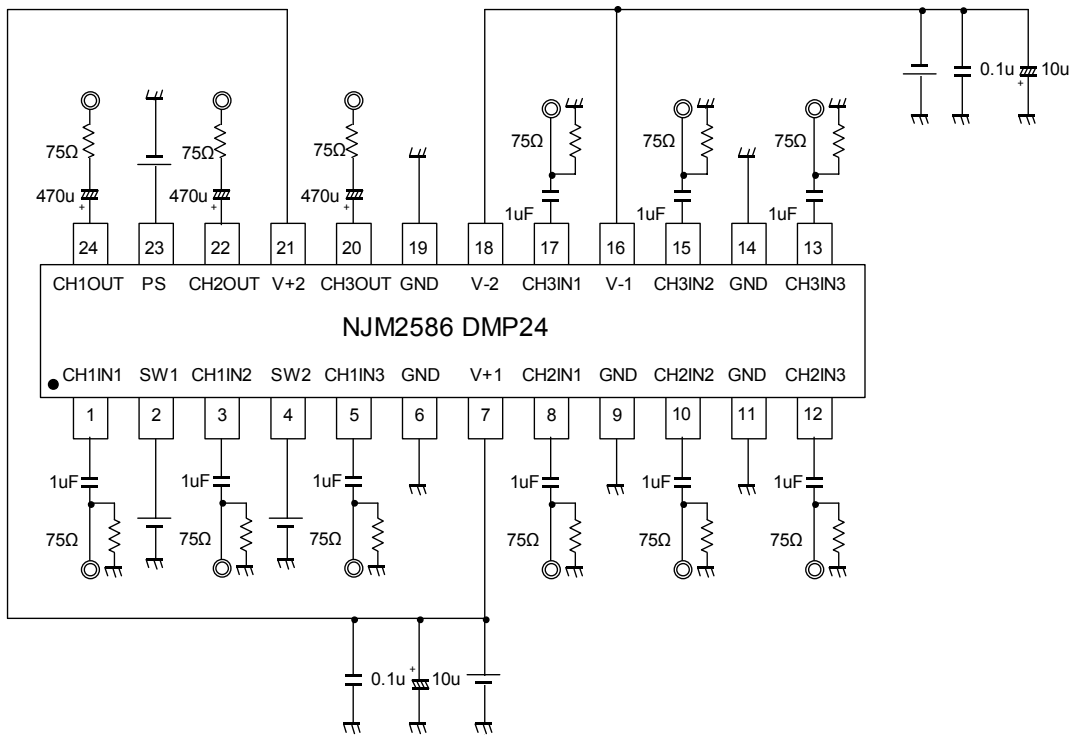 0.1u + 10u
75Ω 75Ω 75Ω 75Ω 75Ω 75Ω
470u + 470u + 470u + 1uF 1uF 1uF
24 23 22 21 20 19 18 17 16 15 14 13
CH1OUT PS CH2OUT V+2 CH3OUT GND V-2 CH3IN1 V-1 CH3IN2 GND CH3IN3
NJM2586 DMP24
CH1IN1 SW1 CH1IN2 SW2 CH1IN3 GND V+1 CH2IN1 GND CH2IN2 GND CH2IN3
1 2 3 4 5 6 7 8 9 10 11 12
1uF 1uF 1uF 1uF 1uF 1uF
75Ω 75Ω 75Ω 75Ω 75Ω 75Ω
0.1u + 10u